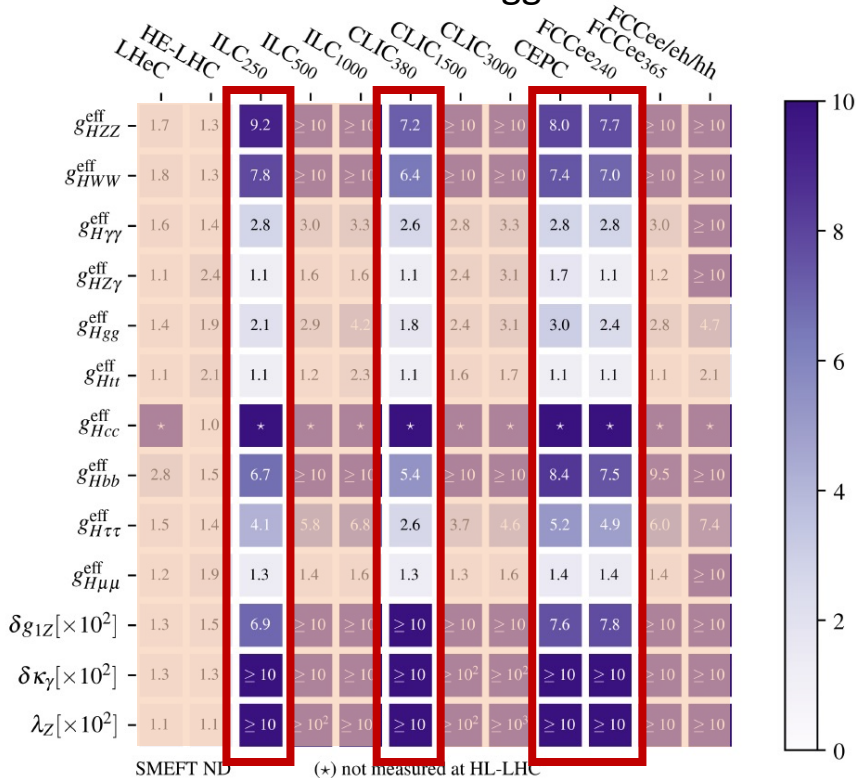 LHeC HE-LHC ILC₂₅₀ ILC₅₀₀ ILC₁₀₀₀ CLIC₃₈₀ CLIC₁₅₀₀ CLIC₃₀₀₀ CEPC FCCee₂₄₀ FCCee₃₆₅ FCCee/eh/hh
g^eff_HZZ 1.7 1.3 9.2 ≥ 10 ≥ 10 7.2 ≥ 10 ≥ 10 8.0 7.7 ≥ 10 ≥ 10
g^eff_HWW 1.8 1.3 7.8 ≥ 10 ≥ 10 6.4 ≥ 10 ≥ 10 7.4 7.0 ≥ 10 ≥ 10
g^eff_Hγγ 1.6 1.4 2.8 3.0 3.3 2.6 2.8 3.3 2.8 2.8 3.0 ≥ 10
g^eff_HZγ 1.1 2.4 1.1 1.6 1.6 1.1 2.4 3.1 1.7 1.1 1.2 ≥ 10
g^eff_Hgg 1.4 1.9 2.1 2.9 4.2 1.8 2.4 3.1 3.0 2.4 2.8 4.7
g^eff_Htt 1.1 2.1 1.1 1.2 2.3 1.1 1.6 1.7 1.1 1.1 1.1 2.1
g^eff_Hcc ⋆ 1.0 ⋆ ⋆ ⋆ ⋆ ⋆ ⋆ ⋆ ⋆ ⋆ ⋆
g^eff_Hbb 2.8 1.5 6.7 ≥ 10 ≥ 10 5.4 ≥ 10 ≥ 10 8.4 7.5 9.5 ≥ 10
g^eff_Hττ 1.5 1.4 4.1 5.8 6.8 2.6 3.7 4.6 5.2 4.9 6.0 7.4
g^eff_Hμμ 1.2 1.9 1.3 1.4 1.6 1.3 1.3 1.6 1.4 1.4 1.4 ≥ 10
δg₁Z[×10²] 1.3 1.5 6.9 ≥ 10 ≥ 10 ≥ 10 ≥ 10 ≥ 10 7.6 7.8 ≥ 10 ≥ 10
δκ_γ[×10²] 1.3 1.3 ≥ 10 ≥ 10 ≥ 10 ≥ 10 ≥ 10² ≥ 10² ≥ 10 ≥ 10 ≥ 10 ≥ 10
λ_Z[×10²] 1.1 1.1 ≥ 10 ≥ 10² ≥ 10² ≥ 10 ≥ 10² ≥ 10³ ≥ 10 ≥ 10 ≥ 10 ≥ 10
SMEFT ND (⋆) not measured at HL-LHC
10
8
6
4
2
0